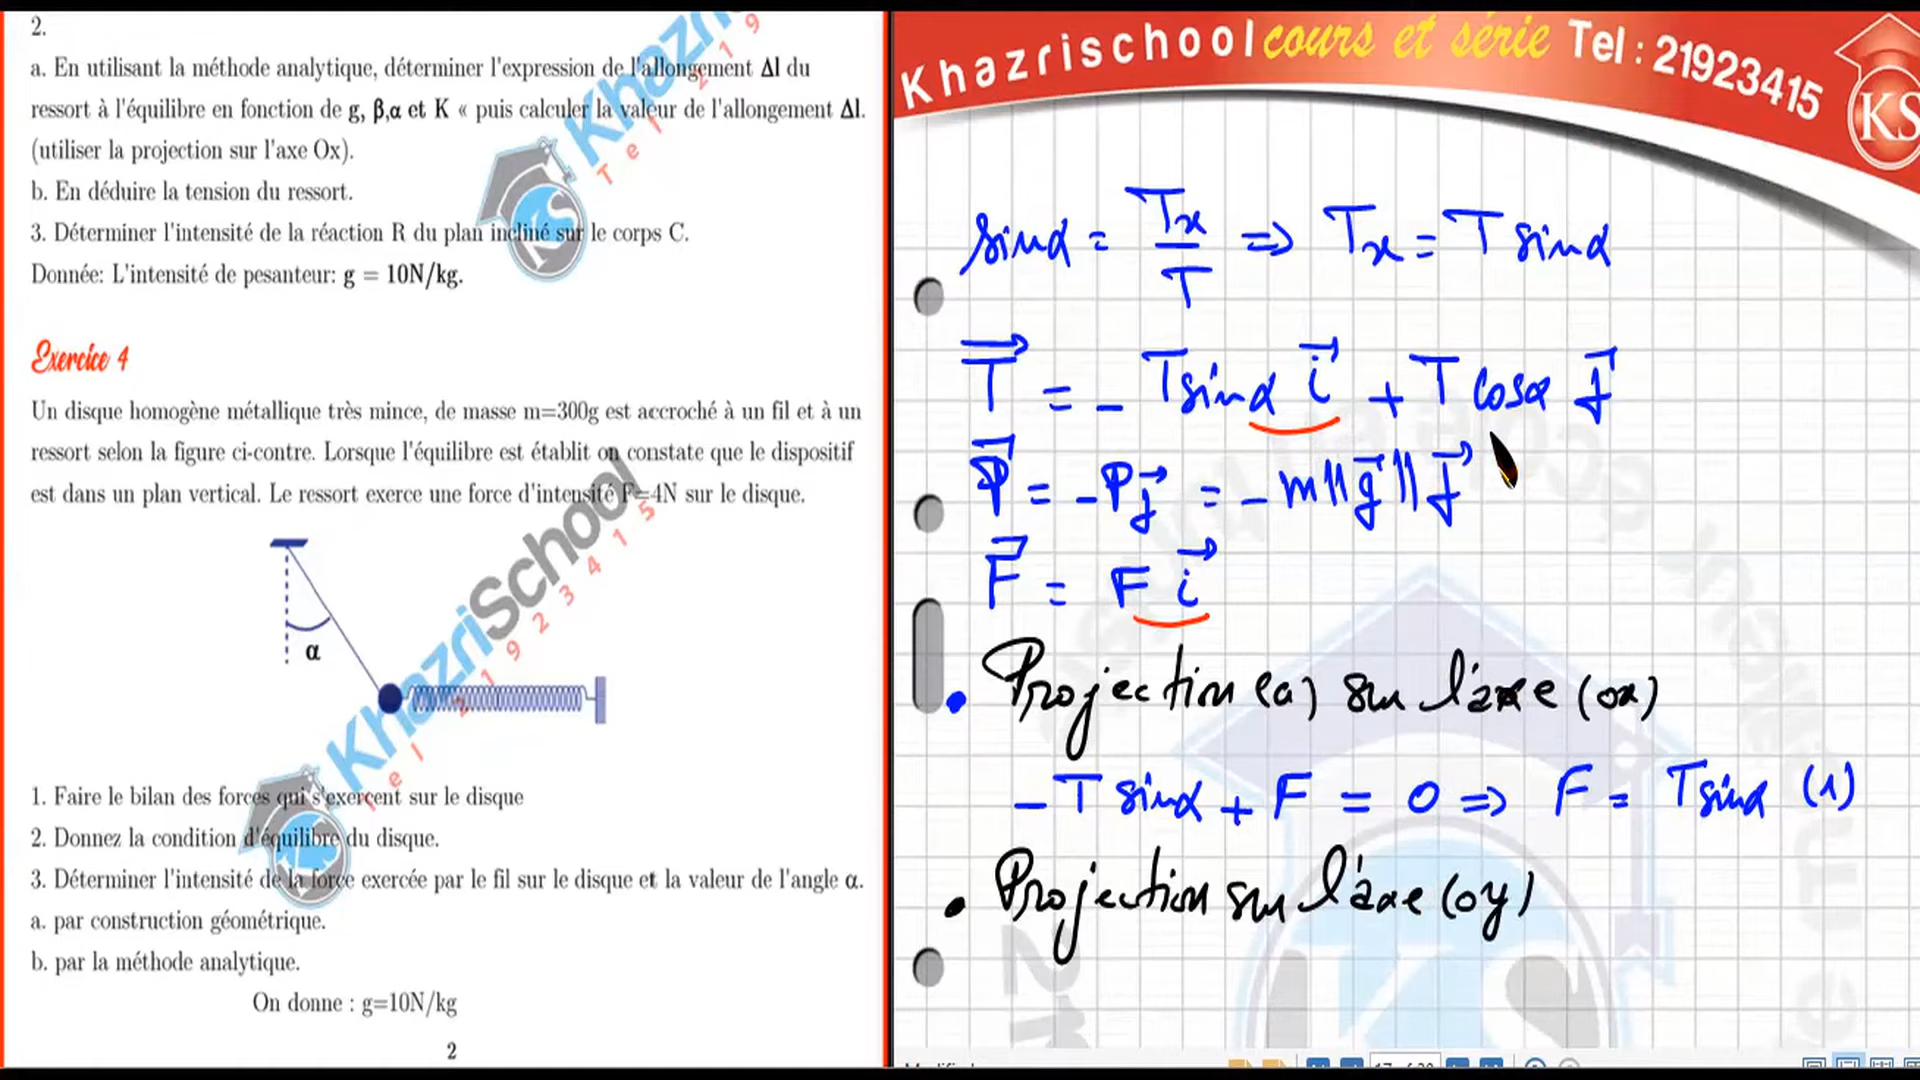 2.
a. En utilisant la méthode analytique, déterminer l'expression de l'allongement Δl du
ressort à l'équilibre en fonction de g, β,α et K « puis calculer la valeur de l'allongement Δl.
(utiliser la projection sur l'axe Ox).
b. En déduire la tension du ressort.
3. Déterminer l'intensité de la réaction R du plan incliné sur le corps C.
Donnée: L'intensité de pesanteur: g = 10N/kg.
Exercice 4
Un disque homogène métallique très mince, de masse m=300g est accroché à un fil et à un
ressort selon la figure ci-contre. Lorsque l'équilibre est établit on constate que le dispositif
est dans un plan vertical. Le ressort exerce une force d'intensité F=4N sur le disque.
α
1. Faire le bilan des forces qui s'exercent sur le disque
2. Donnez la condition d'équilibre du disque.
3. Déterminer l'intensité de la force exercée par le fil sur le disque et la valeur de l'angle α.
a. par construction géométrique.
b. par la méthode analytique.
On donne : g=10N/kg
2
KhazriSchool
Tel 21923415
Khazrischool cours et série Tel : 21923415
KS
sinα = Tx/T ⇒ Tx = T sinα
T⃗ = - T sinα i⃗ + T cosα j⃗
P⃗ = - P j⃗ = - m ||g⃗|| j⃗
F⃗ = F i⃗
• Projection (a) sur l'axe (ox)
- T sinα + F = 0 ⇒ F = T sinα (1)
• Projection sur l'axe (oy)